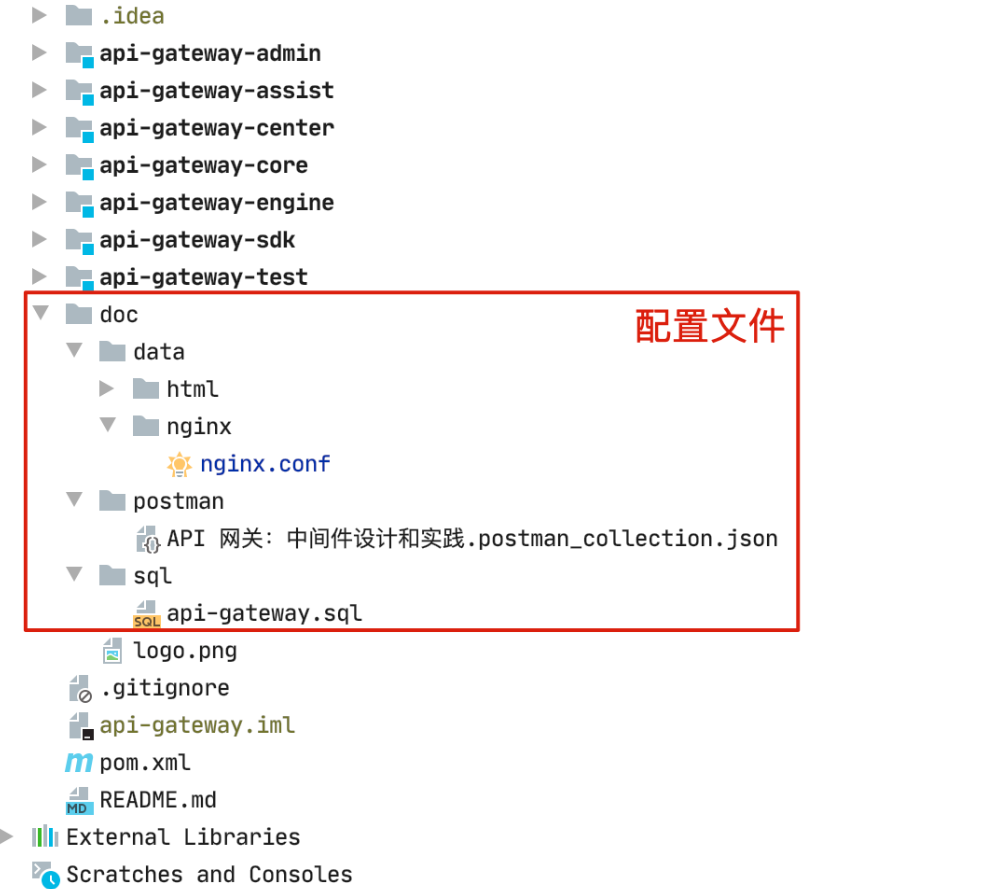 .idea
api-gateway-admin
api-gateway-assist
api-gateway-center
api-gateway-core
api-gateway-engine
api-gateway-sdk
api-gateway-test
doc
配置文件
data
html
nginx
nginx.conf
postman
API 网关：中间件设计和实践.postman_collection.json
sql
api-gateway.sql
logo.png
.gitignore
api-gateway.iml
pom.xml
README.md
External Libraries
Scratches and Consoles